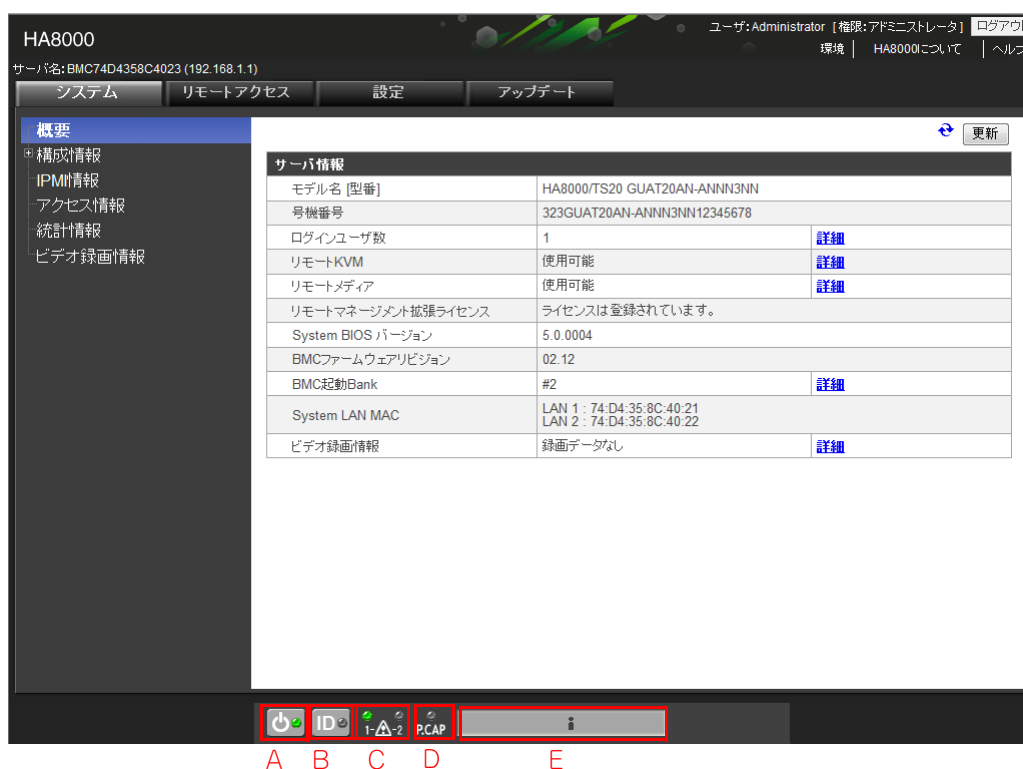 HA8000
ユーザ:Administrator [権限:アドミニストレータ]
環境 HA8000について
サーバ名:BMC74D4358C4023 (192.168.1.1)
システム リモートアクセス 設定 アップデート
概要
構成情報
IPMI情報
アクセス情報
統計情報
ビデオ録画情報
更新
サーバ情報
モデル名 [型番] HA8000/TS20 GUAT20AN-ANNN3NN
号機番号 323GUAT20AN-ANNN3NN12345678
ログインユーザ数 1 詳細
リモートKVM 使用可能 詳細
リモートメディア 使用可能 詳細
リモートマネージメント拡張ライセンス ライセンスは登録されています。
System BIOS バージョン 5.0.0004
BMCファームウェアリビジョン 02.12
BMC起動Bank #2 詳細
System LAN MAC LAN 1 : 74:D4:35:8C:40:21
LAN 2 : 74:D4:35:8C:40:22
ビデオ録画情報 録画データなし 詳細
ID 1- -2 P.CAP i
A B C D E